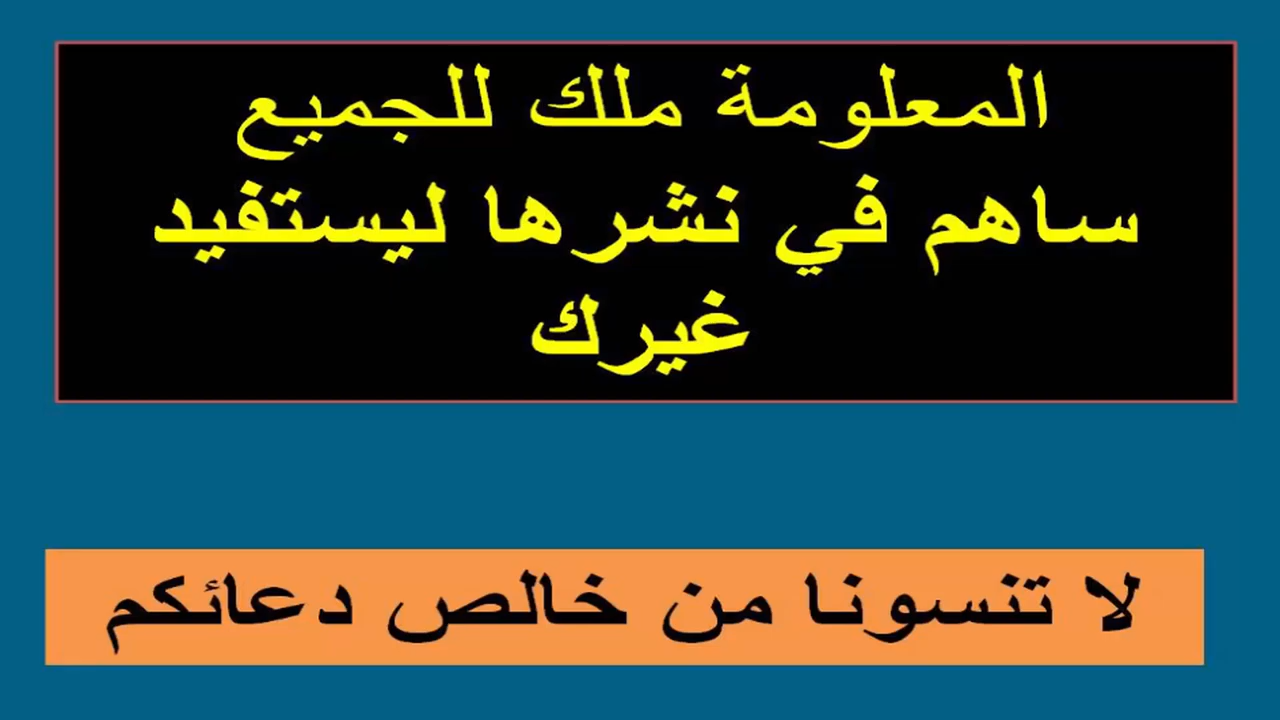 المعلومة ملك للجميع
ساهم في نشرها ليستفيد
غيرك
لا تنسونا من خالص دعائكم